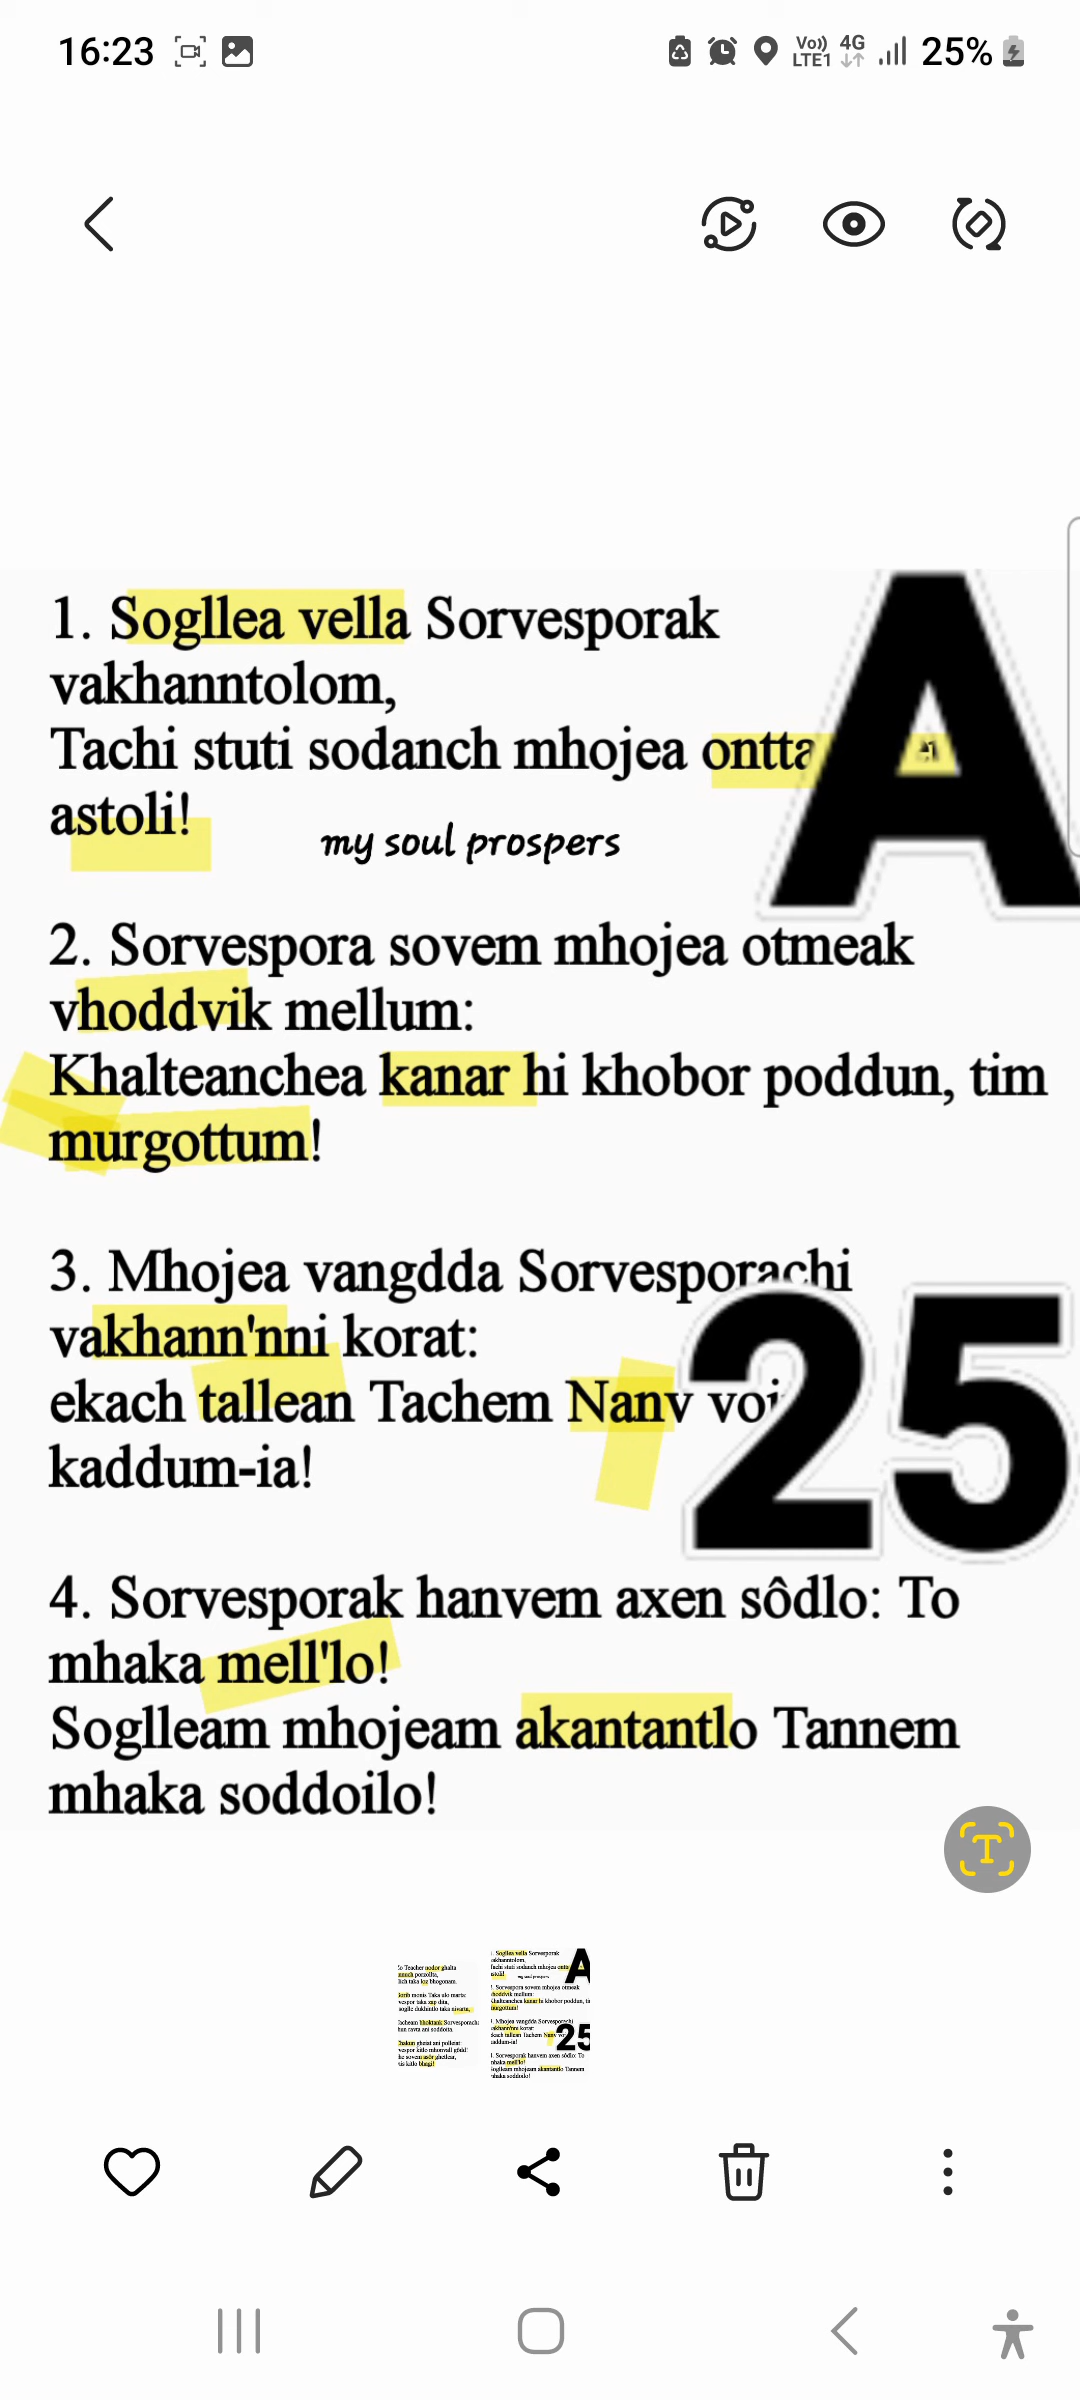 16:23
Vo)) 4G
LTE1
25%
A
1. Sogllea vella Sorvesporak
vakhanntolom,
Tachi stuti sodanch mhojea
astoli!
my soul prospers
2. Sorvespora sovem mhojea otmeak
vhoddvik mellum:
Khalteanchea kanar hi khobor poddun, tim
murgottum!
3. Mhojea vangdda Sorvesporachi
vakhann'nni korat:
25
ekach tallean Tachem Nanv
kaddum-ia!
4. Sorvesporak hanvem axen sôdlo: To
mhaka mell'lo!
Soglleam mhojeam akantantlo Tannem
mhaka soddoilo!
T